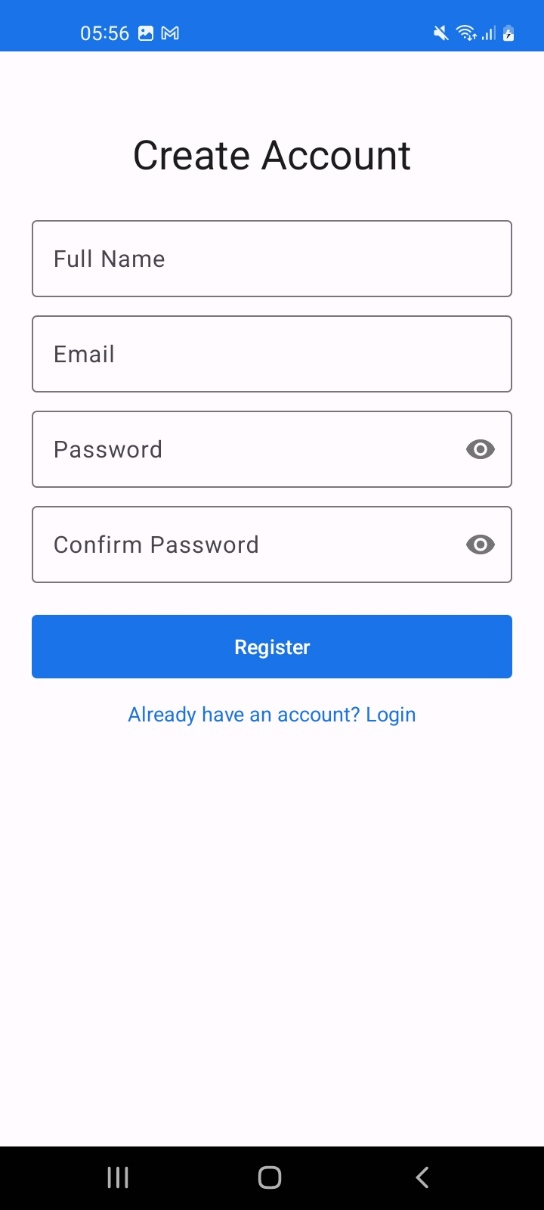 05:56
Create Account
Full Name
Email
Password
Confirm Password
Register
Already have an account? Login